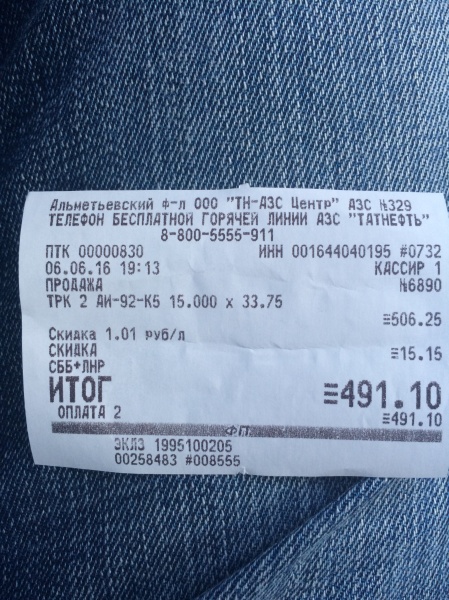 Альметьевский ф-л ООО "ТН-АЗС Центр" АЗС №329
ТЕЛЕФОН БЕСПЛАТНОЙ ГОРЯЧЕЙ ЛИНИИ АЗС "ТАТНЕФТЬ"
8-800-5555-911
ПТК 00000830 ИНН 001644040195 #0732
06.06.16 19:13 КАССИР 1
ПРОДАЖА №6890
ТРК 2 АИ-92-К5 15.000 х 33.75
≡506.25
Скидка 1.01 руб/л
СКИДКА ≡15.15
СББ+ЛНР
ИТОГ ≡491.10
ОПЛАТА 2 ≡491.10
ФП
ЭКЛЗ 1995100205
00258483 #008555